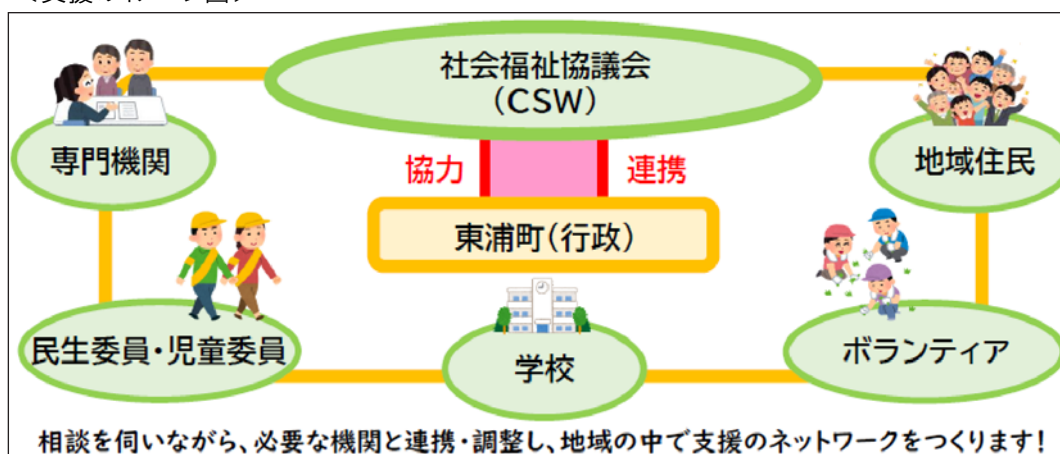 社会福祉協議会
(CSW)
専門機関
地域住民
協力
連携
東浦町(行政)
民生委員・児童委員
学校
ボランティア
相談を伺いながら、必要な機関と連携・調整し、地域の中で支援のネットワークをつくります!